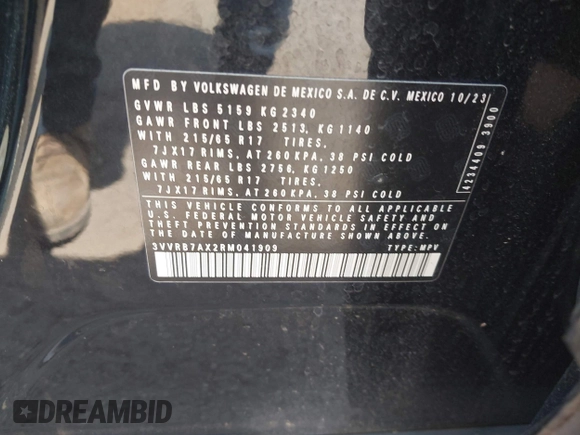 MFD BY VOLKSWAGEN DE MEXICO S.A. DE C.V. MEXICO 10/23
GVWR LBS 5159 KG 2340
GAWR FRONT LBS 2513, KG 1140
WITH 215/65 R17 TIRES,
7JX17 RIMS, AT 260 KPA, 38 PSI COLD
GAWR REAR LBS 2756, KG 1250
WITH 215/65 R17 TIRES,
7JX17 RIMS, AT 260 KPA, 38 PSI COLD
THIS VEHICLE CONFORMS TO ALL APPLICABLE
U.S. FEDERAL MOTOR VEHICLE SAFETY AND
THEFT PREVENTION STANDARDS IN EFFECT ON
THE DATE OF MANUFACTURE SHOWN ABOVE.
3VVRB7AX2RM041909 TYPE: MPV
4234409 3900
DREAMBID